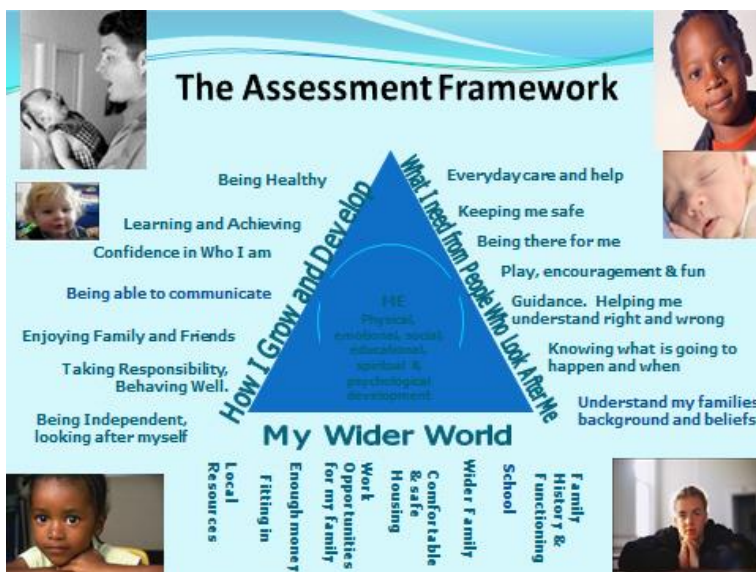 The Assessment Framework
Being Healthy
Learning and Achieving
Confidence in Who I am
Being able to communicate
Enjoying Family and Friends
Taking Responsibility,
Behaving Well.
Being Independent,
looking after myself
How I Grow and Develop
What I need from People Who Look After Me
Everyday care and help
Keeping me safe
Being there for me
Play, encouragement & fun
Guidance. Helping me
understand right and wrong
Knowing what is going to
happen and when
Understand my families
background and beliefs
ME
Physical,
emotional, social,
educational,
spiritual &
psychological
development
My Wider World
Local
Resources
Fitting in
Enough money
Work
Opportunities
for my family
Comfortable
& safe
Housing
Wider Family
School
Family
History &
Functioning